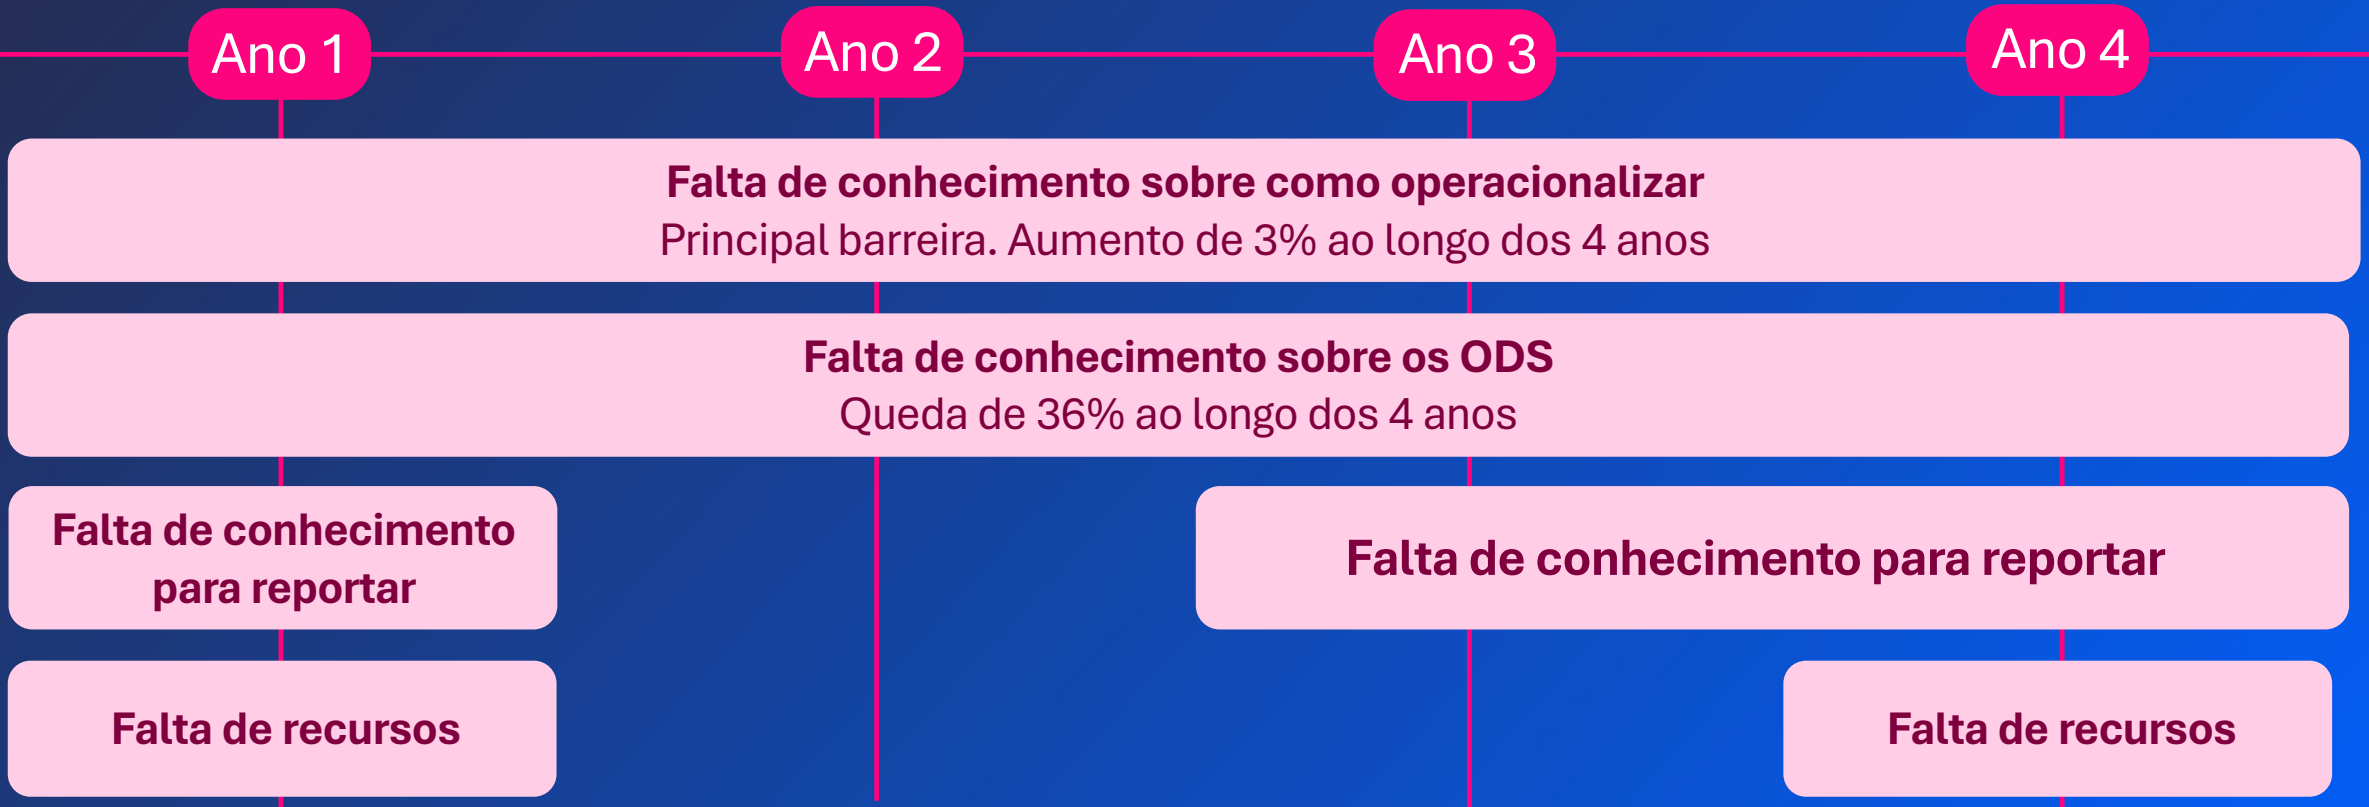 Ano 1
Ano 2
Ano 3
Ano 4
Falta de conhecimento sobre como operacionalizar
Principal barreira. Aumento de 3% ao longo dos 4 anos
Falta de conhecimento sobre os ODS
Queda de 36% ao longo dos 4 anos
Falta de conhecimento
para reportar
Falta de conhecimento para reportar
Falta de recursos
Falta de recursos